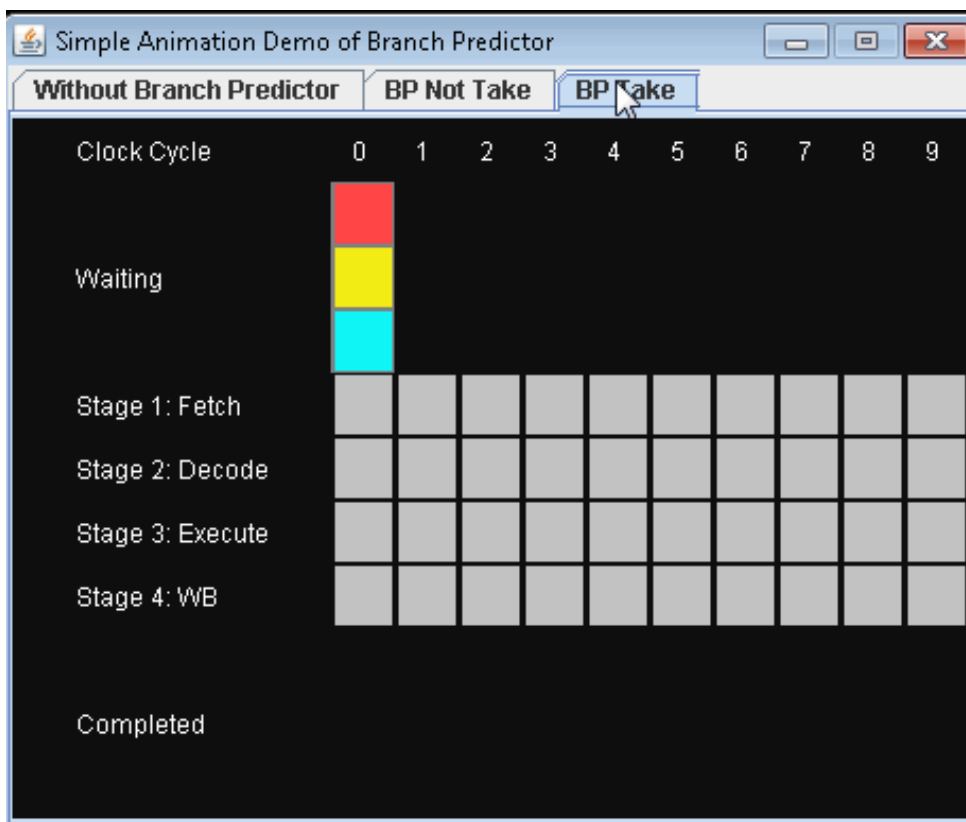 Simple Animation Demo of Branch Predictor
Without Branch Predictor BP Not Take BP Take
Clock Cycle 0 1 2 3 4 5 6 7 8 9
Waiting
Stage 1: Fetch
Stage 2: Decode
Stage 3: Execute
Stage 4: WB
Completed